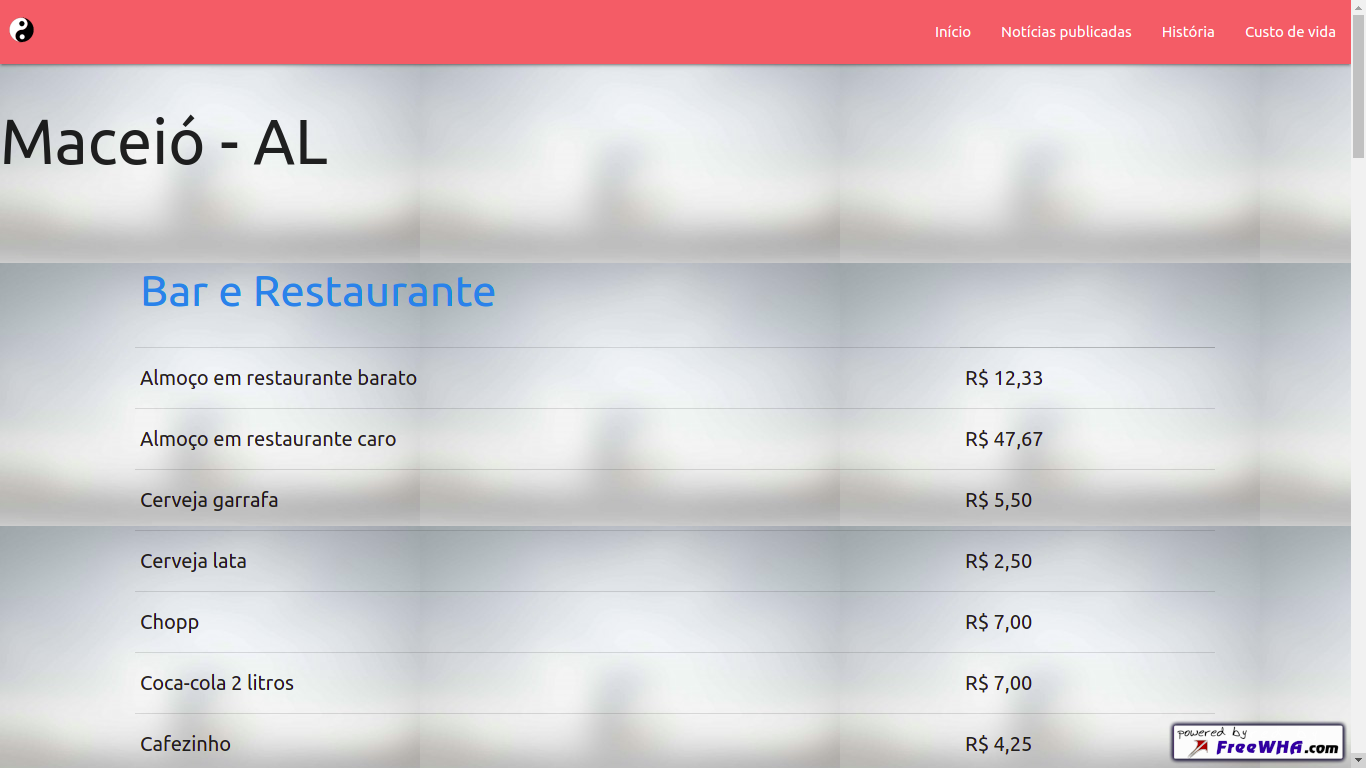 Início Notícias publicadas História Custo de vida
Maceió - AL
Bar e Restaurante
Almoço em restaurante barato R$ 12,33
Almoço em restaurante caro R$ 47,67
Cerveja garrafa R$ 5,50
Cerveja lata R$ 2,50
Chopp R$ 7,00
Coca-cola 2 litros R$ 7,00
Cafezinho R$ 4,25
powered by
FreeWHA.com